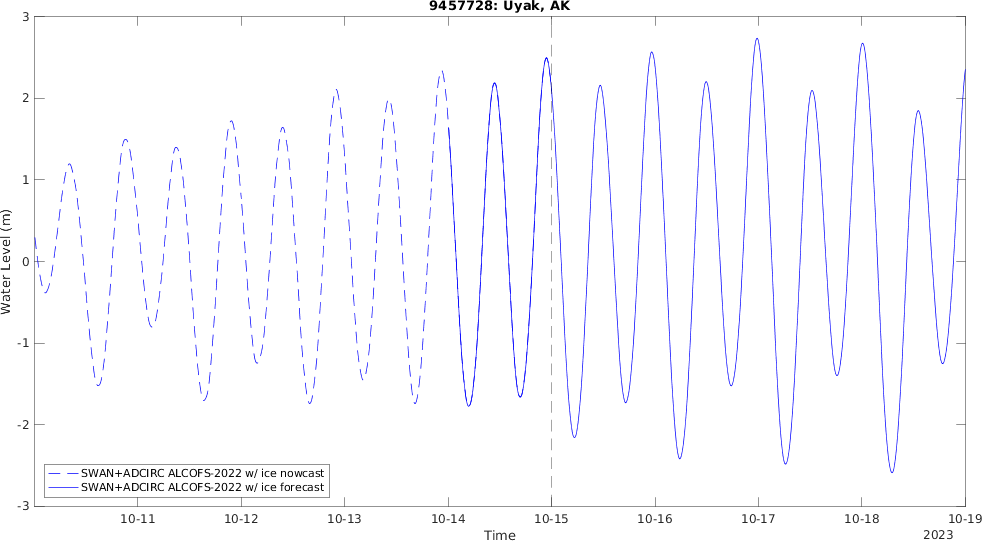 9457728: Uyak, AK
3
2
1
0
-1
-2
-3
Water Level (m)
SWAN+ADCIRC ALCOFS-2022 w/ ice nowcast
SWAN+ADCIRC ALCOFS-2022 w/ ice forecast
10-11 10-12 10-13 10-14 10-15 10-16 10-17 10-18 10-19
Time
2023